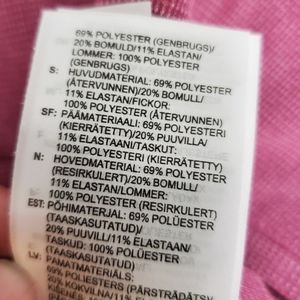 69% POLYESTER (GENBRUGS)/
20% BOMULD/11% ELASTAN/
LOMMER: 100% POLYESTER
(GENBRUGS)
S: HUVUDMATERIAL: 69% POLYESTER
(ÅTERVUNNEN)/20% BOMULL/
11% ELASTAN/FICKOR:
100% POLYESTER (ÅTERVUNNEN)
SF: PÄÄMATERIAALI: 69% POLYESTERI
(KIERRÄTETTY)/20% PUUVILLA/
11% ELASTAANI/TASKUT:
100% POLYESTERI (KIERRÄTETTY)
N: HOVEDMATERIAL: 69% POLYESTER
(RESIRKULERT)/20% BOMULL/
11% ELASTAN/LOMMER:
100% POLYESTER (RESIRKULERT)
EST: PÕHIMATERJAL: 69% POLÜESTER
(TAASKASUTATUD)/
20% PUUVILL/11% ELASTAAN/
TASKUD: 100% POLÜESTER
(TAASKASUTATUD)
LV: PAMATMATERIĀLS:
69% POLIESTERS (PĀRSTRĀDĀTS)/
20% KOKVILNA/11%